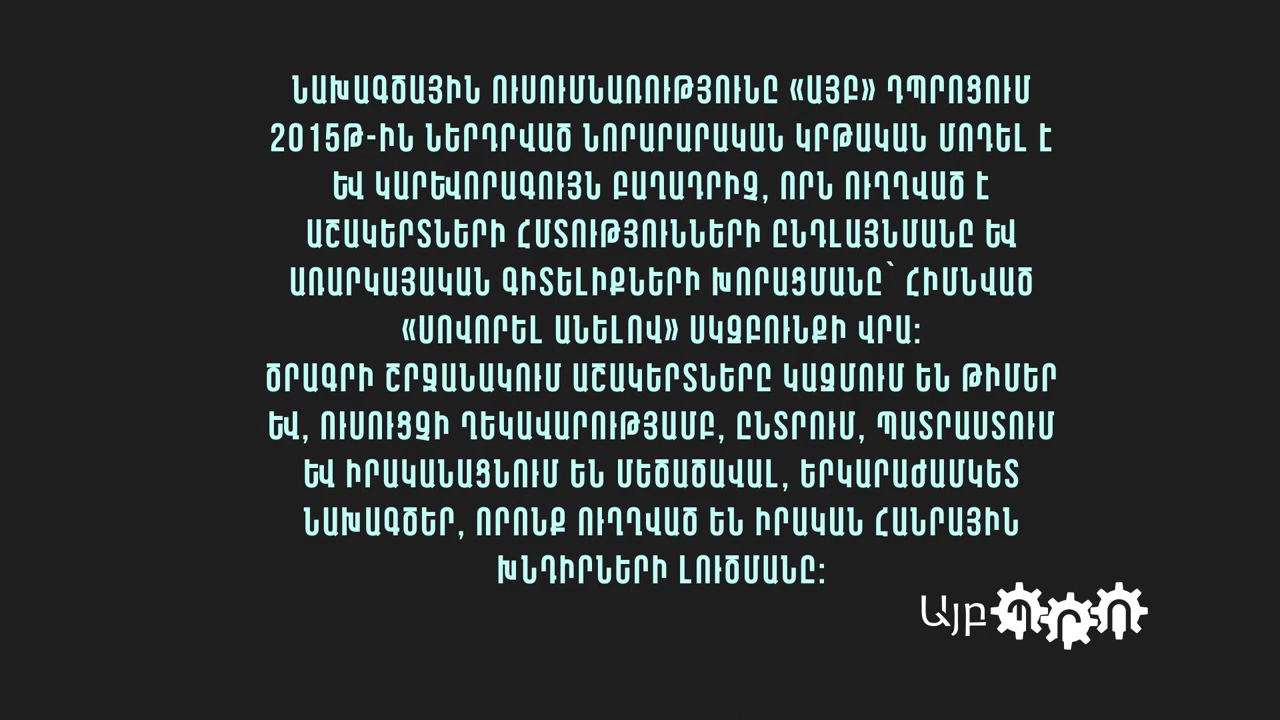 ՆԱԽԱԳԾԱՅԻՆ ՈՒՍՈՒՄՆԱՌՈՒԹՅՈՒՆԸ «ԱՅԲ» ԴՊՐՈՑՈՒՄ
2015Թ-ԻՆ ՆԵՐԴՐՎԱԾ ՆՈՐԱՐԱՐԱԿԱՆ ԿՐԹԱԿԱՆ ՄՈԴԵԼ Է
ԵՎ ԿԱՐԵՎՈՐԱԳՈՒՅՆ ԲԱՂԱԴՐԻՉ, ՈՐՆ ՈՒՂՂՎԱԾ Է
ԱՇԱԿԵՐՏՆԵՐԻ ՀՄՏՈՒԹՅՈՒՆՆԵՐԻ ԸՆԴԼԱՅՆՄԱՆԸ ԵՎ
ԱՌԱՐԿԱՅԱԿԱՆ ԳԻՏԵԼԻՔՆԵՐԻ ԽՈՐԱՑՄԱՆԸ՝ ՀԻՄՆՎԱԾ
«ՍՈՎՈՐԵԼ ԱՆԵԼՈՎ» ՍԿԶԲՈՒՆՔԻ ՎՐԱ:
ԾՐԱԳՐԻ ՇՐՋԱՆԱԿՈՒՄ ԱՇԱԿԵՐՏՆԵՐԸ ԿԱԶՄՈՒՄ ԵՆ ԹԻՄԵՐ
ԵՎ, ՈՒՍՈՒՑՉԻ ՂԵԿԱՎԱՐՈՒԹՅԱՄԲ, ԸՆՏՐՈՒՄ, ՊԱՏՐԱՍՏՈՒՄ
ԵՎ ԻՐԱԿԱՆԱՑՆՈՒՄ ԵՆ ՄԵԾԱԾԱՎԱԼ, ԵՐԿԱՐԱԺԱՄԿԵՏ
ՆԱԽԱԳԾԵՐ, ՈՐՈՆՔ ՈՒՂՂՎԱԾ ԵՆ ԻՐԱԿԱՆ ՀԱՆՐԱՅԻՆ
ԽՆԴԻՐՆԵՐԻ ԼՈՒԾՄԱՆԸ:
ԱյբՊՐՈ